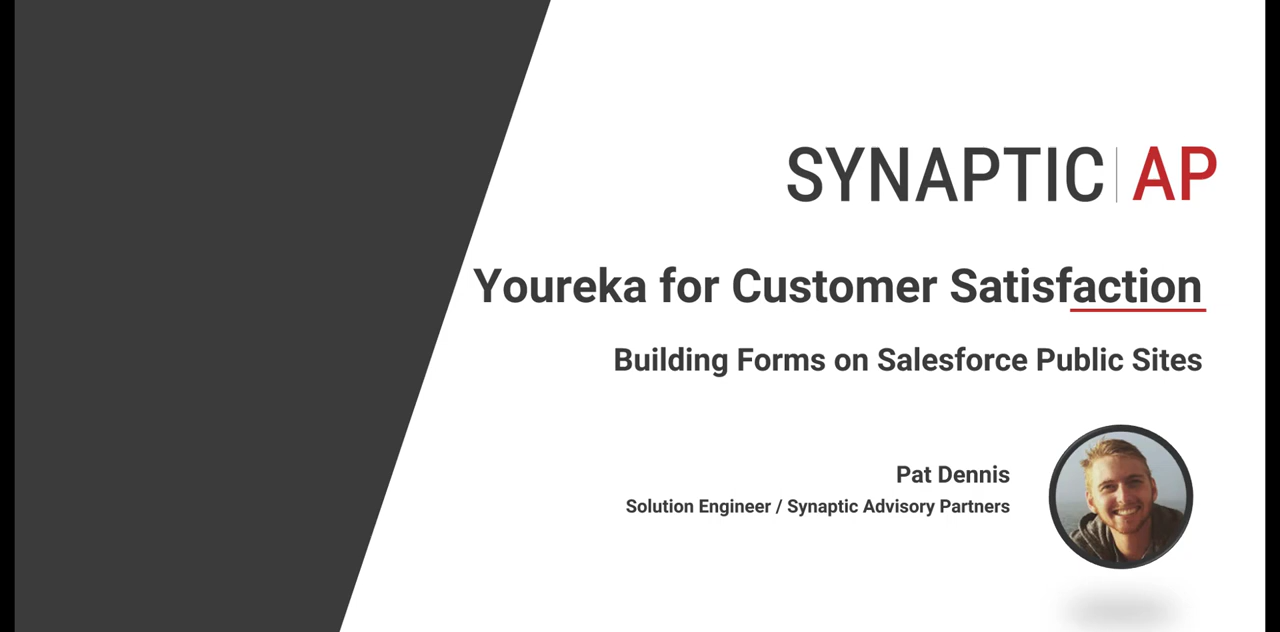 SYNAPTIC | AP
Youreka for Customer Satisfaction
Building Forms on Salesforce Public Sites
Pat Dennis
Solution Engineer / Synaptic Advisory Partners